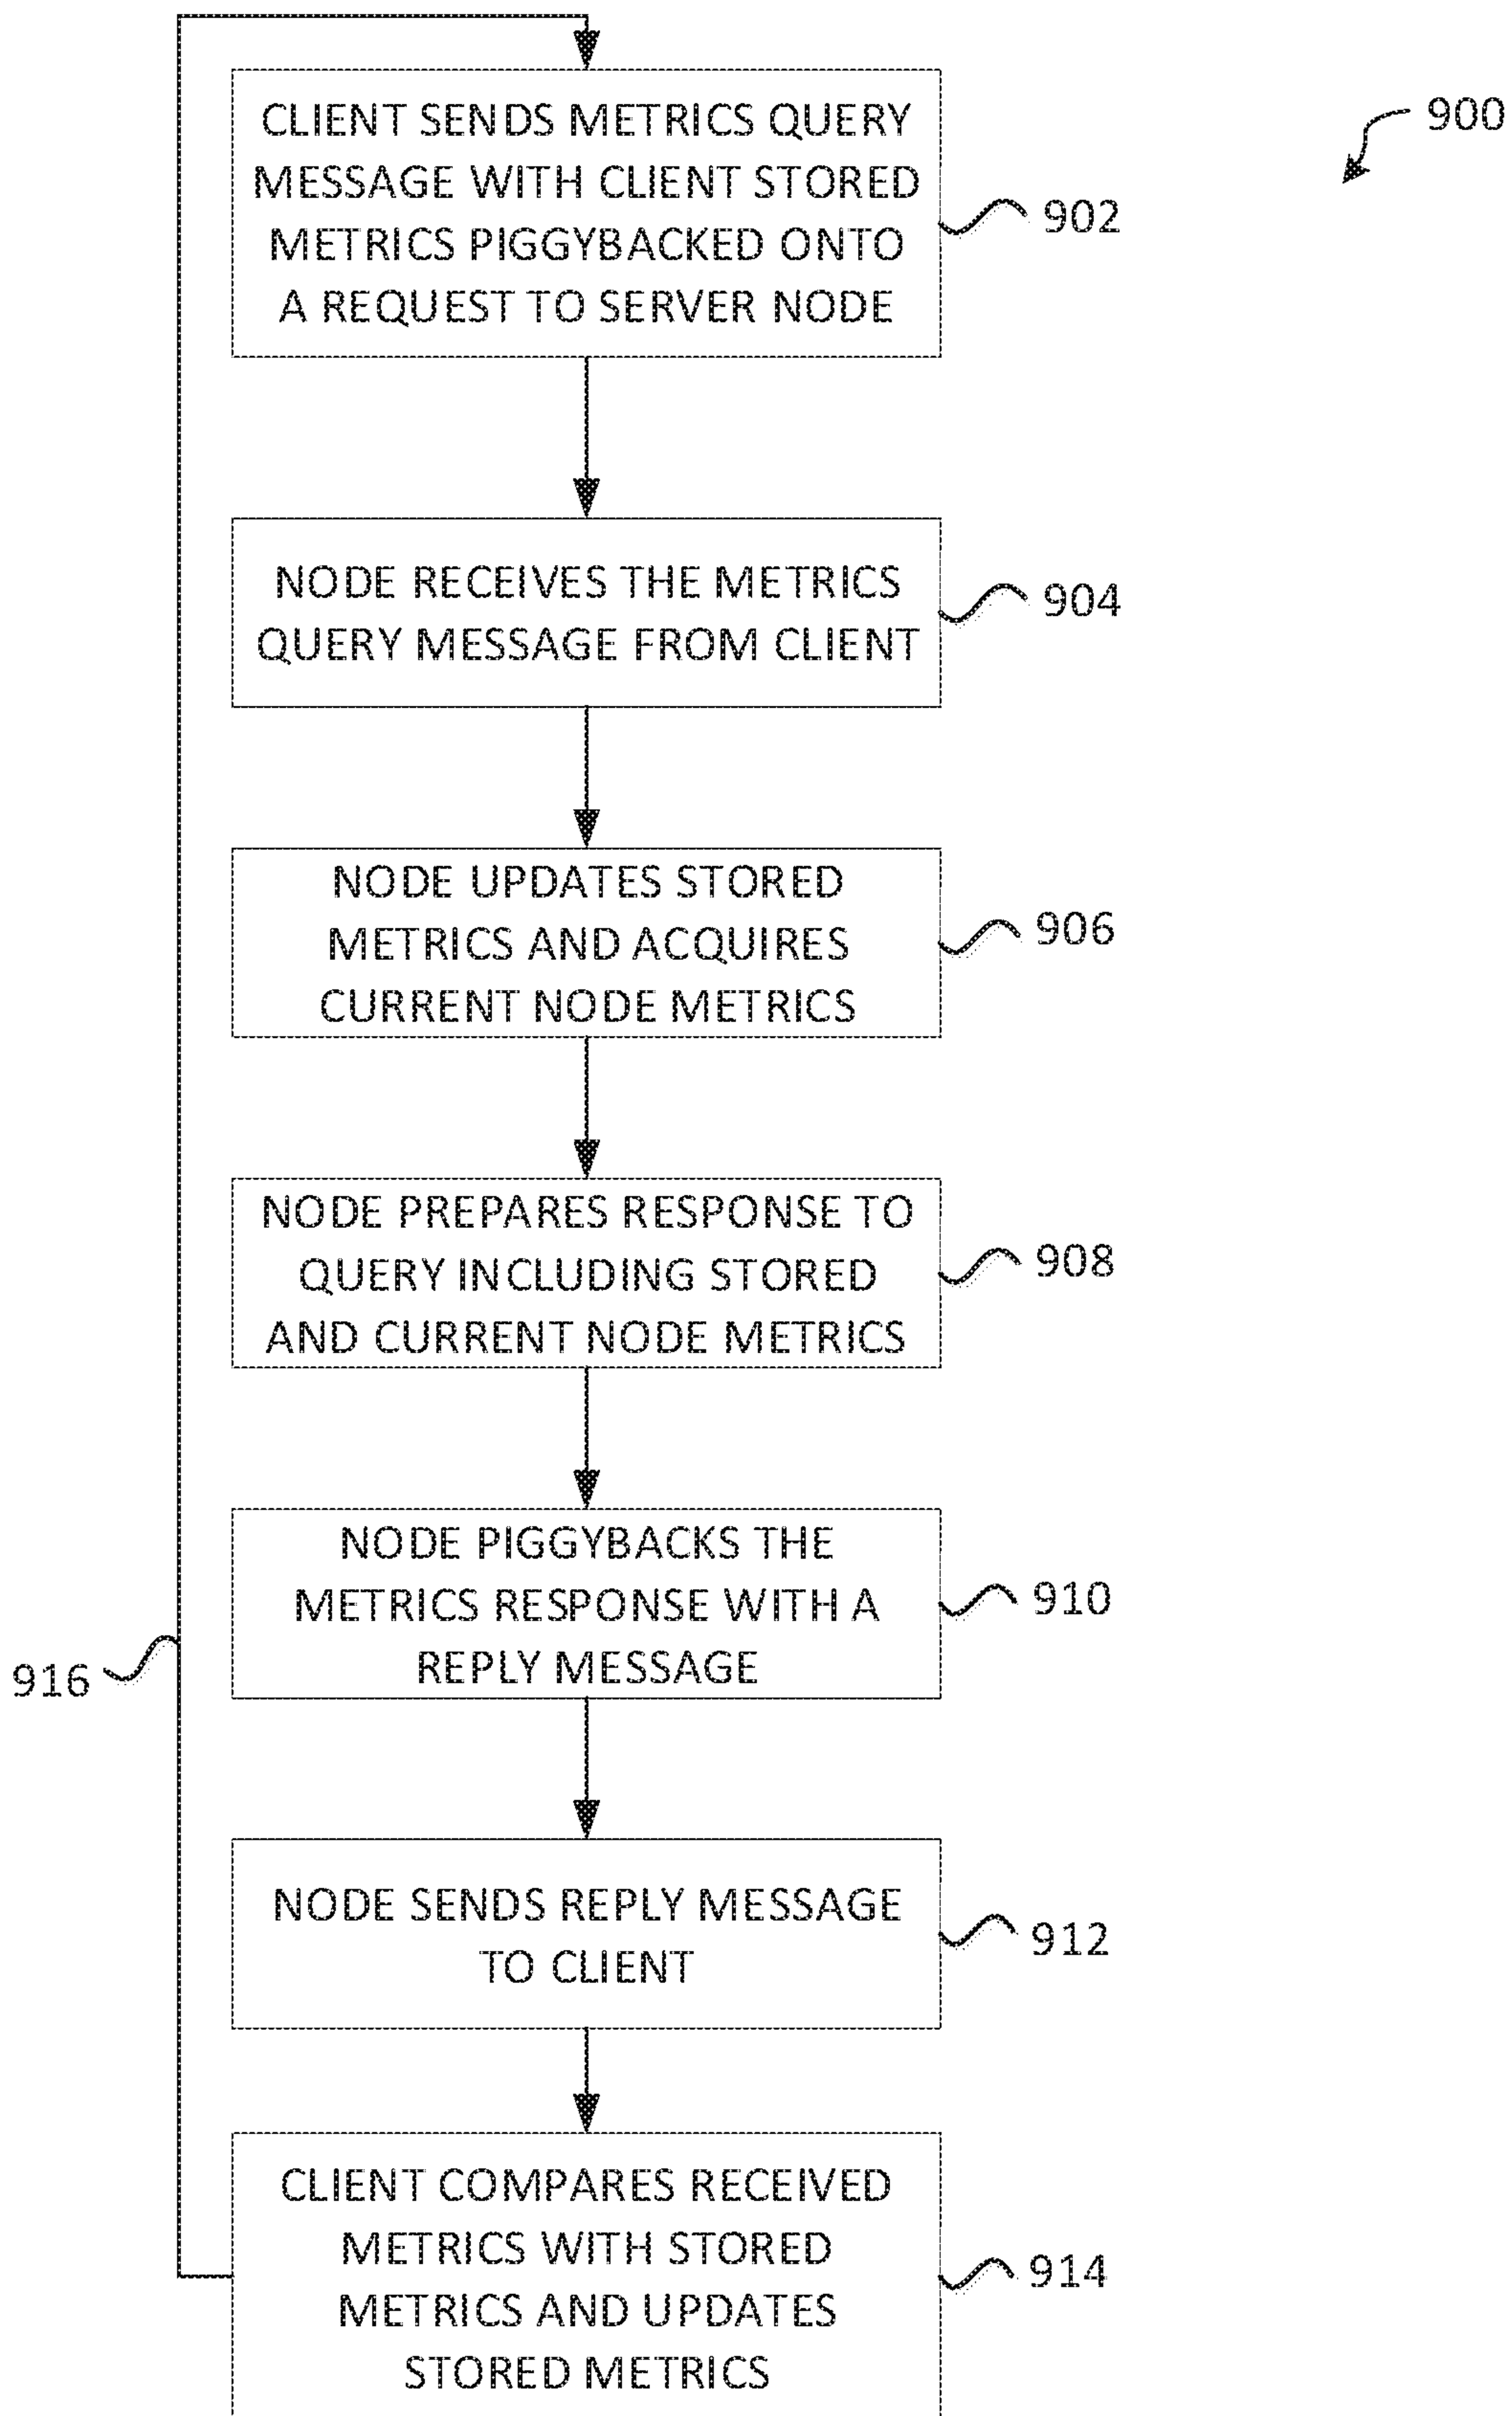 900
CLIENT SENDS METRICS QUERY
MESSAGE WITH CLIENT STORED
METRICS PIGGYBACKED ONTO
A REQUEST TO SERVER NODE
902
NODE RECEIVES THE METRICS
QUERY MESSAGE FROM CLIENT
904
NODE UPDATES STORED
METRICS AND ACQUIRES
CURRENT NODE METRICS
906
NODE PREPARES RESPONSE TO
QUERY INCLUDING STORED
AND CURRENT NODE METRICS
908
NODE PIGGYBACKS THE
METRICS RESPONSE WITH A
REPLY MESSAGE
910
916
NODE SENDS REPLY MESSAGE
TO CLIENT
912
CLIENT COMPARES RECEIVED
METRICS WITH STORED
METRICS AND UPDATES
STORED METRICS
914